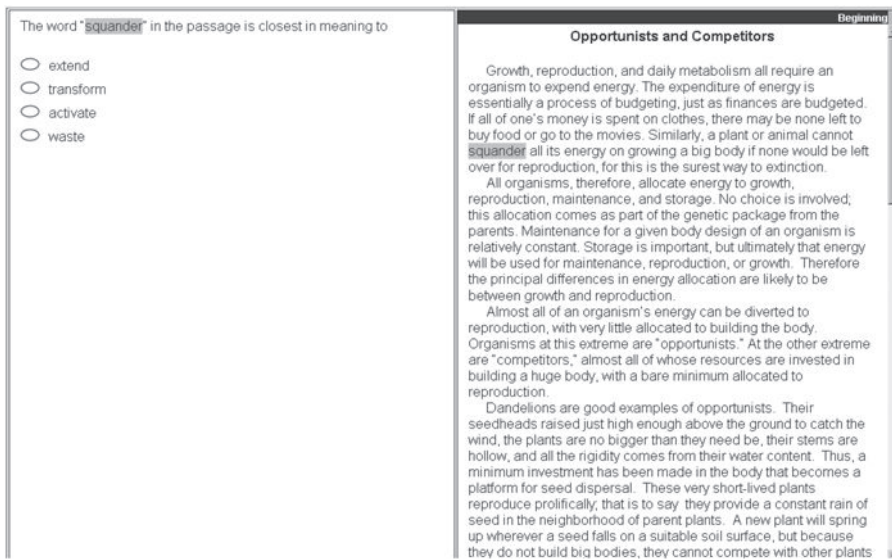 The word "squander" in the passage is closest in meaning to
extend
transform
activate
waste
Beginning
Opportunists and Competitors
Growth, reproduction, and daily metabolism all require an
organism to expend energy. The expenditure of energy is
essentially a process of budgeting, just as finances are budgeted.
If all of one's money is spent on clothes, there may be none left to
buy food or go to the movies. Similarly, a plant or animal cannot
squander all its energy on growing a big body if none would be left
over for reproduction, for this is the surest way to extinction.
All organisms, therefore, allocate energy to growth,
reproduction, maintenance, and storage. No choice is involved;
this allocation comes as part of the genetic package from the
parents. Maintenance for a given body design of an organism is
relatively constant. Storage is important, but ultimately that energy
will be used for maintenance, reproduction, or growth. Therefore
the principal differences in energy allocation are likely to be
between growth and reproduction.
Almost all of an organism's energy can be diverted to
reproduction, with very little allocated to building the body.
Organisms at this extreme are "opportunists." At the other extreme
are "competitors," almost all of whose resources are invested in
building a huge body, with a bare minimum allocated to
reproduction.
Dandelions are good examples of opportunists. Their
seedheads raised just high enough above the ground to catch the
wind, the plants are no bigger than they need be, their stems are
hollow, and all the rigidity comes from their water content. Thus, a
minimum investment has been made in the body that becomes a
platform for seed dispersal. These very short-lived plants
reproduce prolifically; that is to say they provide a constant rain of
seed in the neighborhood of parent plants. A new plant will spring
up wherever a seed falls on a suitable soil surface, but because
they do not build big bodies, they cannot compete with other plants